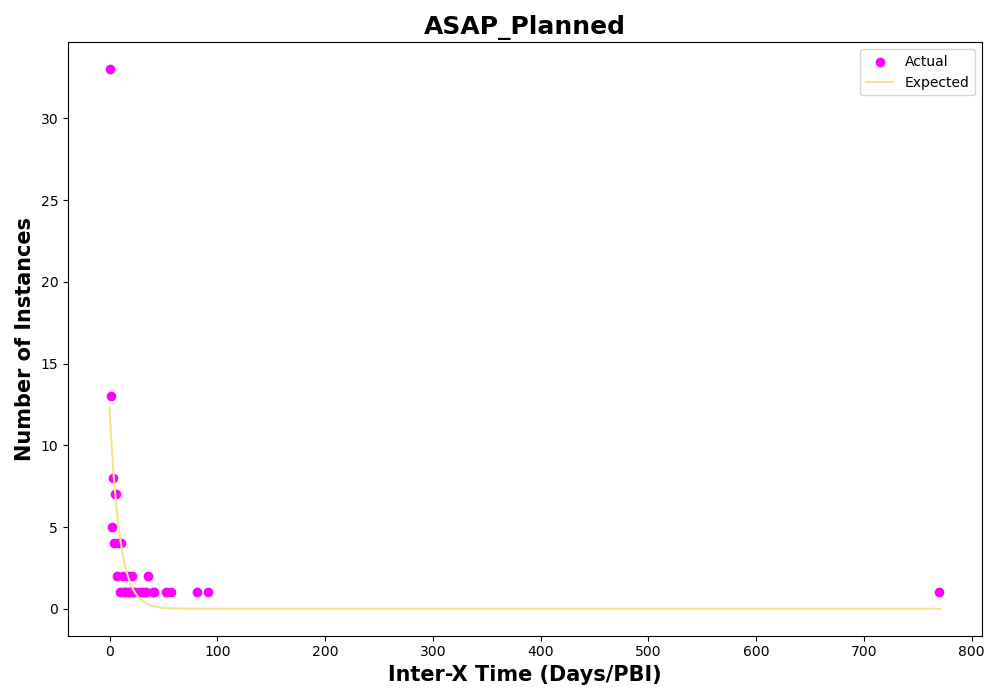 ASAP_Planned
Actual
Expected
Number of Instances
30
25
20
15
10
5
0
0 100 200 300 400 500 600 700 800
Inter-X Time (Days/PBI)